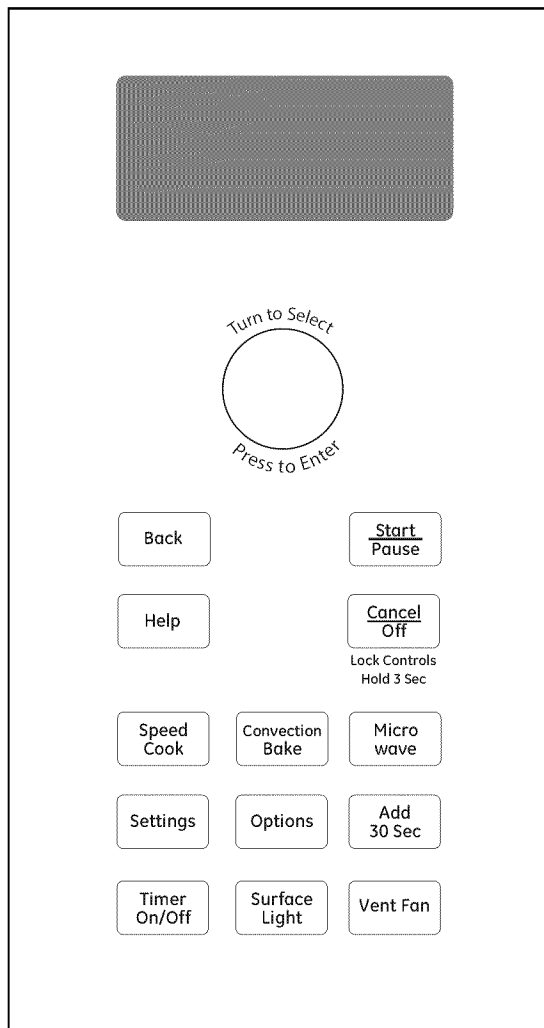 Turn to Select
Press to Enter
Back
Start
Pause
Help
Cancel
Off
Lock Controls
Hold 3 Sec
Speed
Cook
Convection
Bake
Micro
wave
Settings
Options
Add
30 Sec
Timer
On/Off
Surface
Light
Vent Fan